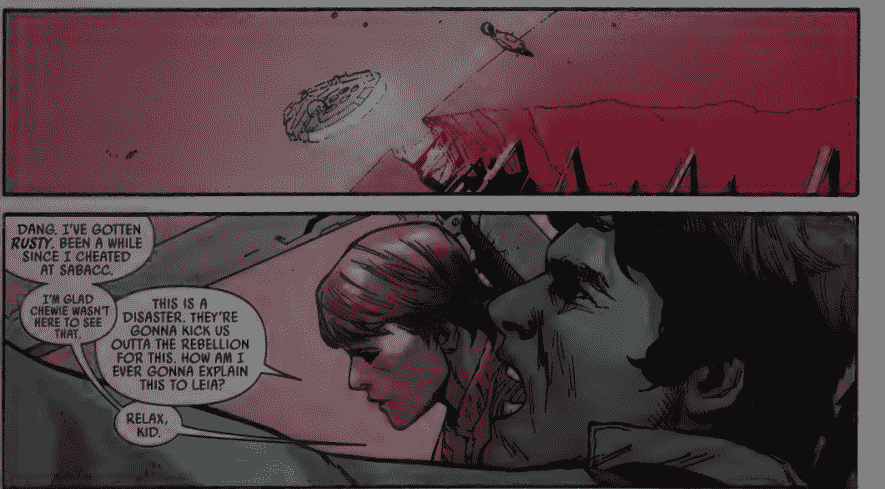 DANG. I'VE GOTTEN
RUSTY. BEEN A WHILE
SINCE I CHEATED
AT SABACC.
I'M GLAD
CHEWIE WASN'T
HERE TO SEE
THAT.
THIS IS A
DISASTER. THEY'RE
GONNA KICK US
OUTTA THE REBELLION
FOR THIS. HOW AM I
EVER GONNA EXPLAIN
THIS TO LEIA?
RELAX,
KID.